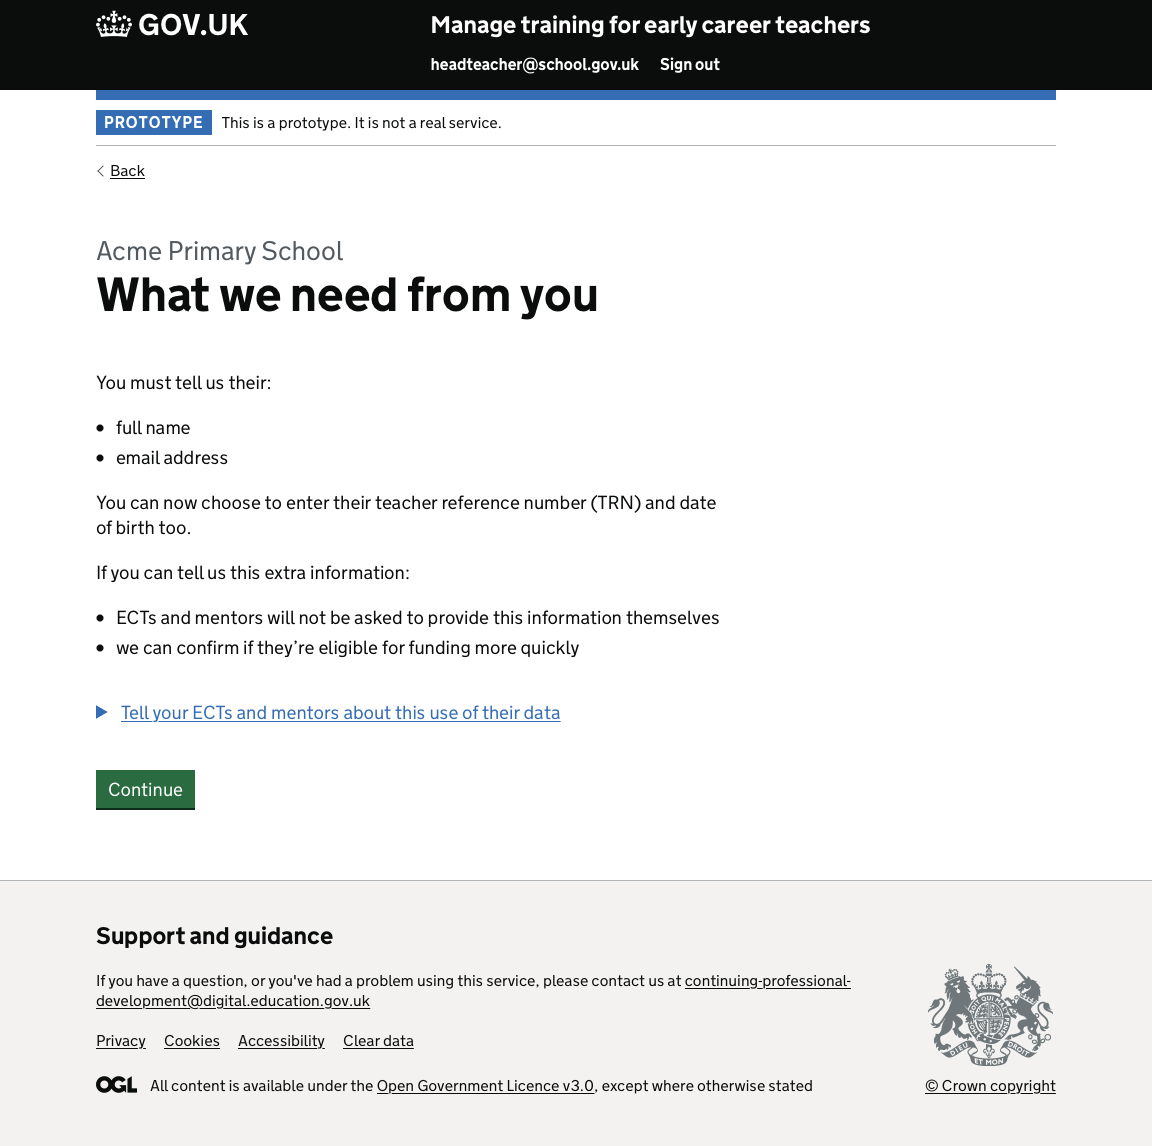 GOV.UK
Manage training for early career teachers
headteacher@school.gov.uk Sign out
PROTOTYPE This is a prototype. It is not a real service.
Back
Acme Primary School
What we need from you
You must tell us their:
• full name
• email address
You can now choose to enter their teacher reference number (TRN) and date
of birth too.
If you can tell us this extra information:
• ECTs and mentors will not be asked to provide this information themselves
• we can confirm if they’re eligible for funding more quickly
Tell your ECTs and mentors about this use of their data
Continue
Support and guidance
If you have a question, or you've had a problem using this service, please contact us at continuing-professional-
development@digital.education.gov.uk
Privacy Cookies Accessibility Clear data
OGL All content is available under the Open Government Licence v3.0, except where otherwise stated
DIEU ET MON DROIT
© Crown copyright